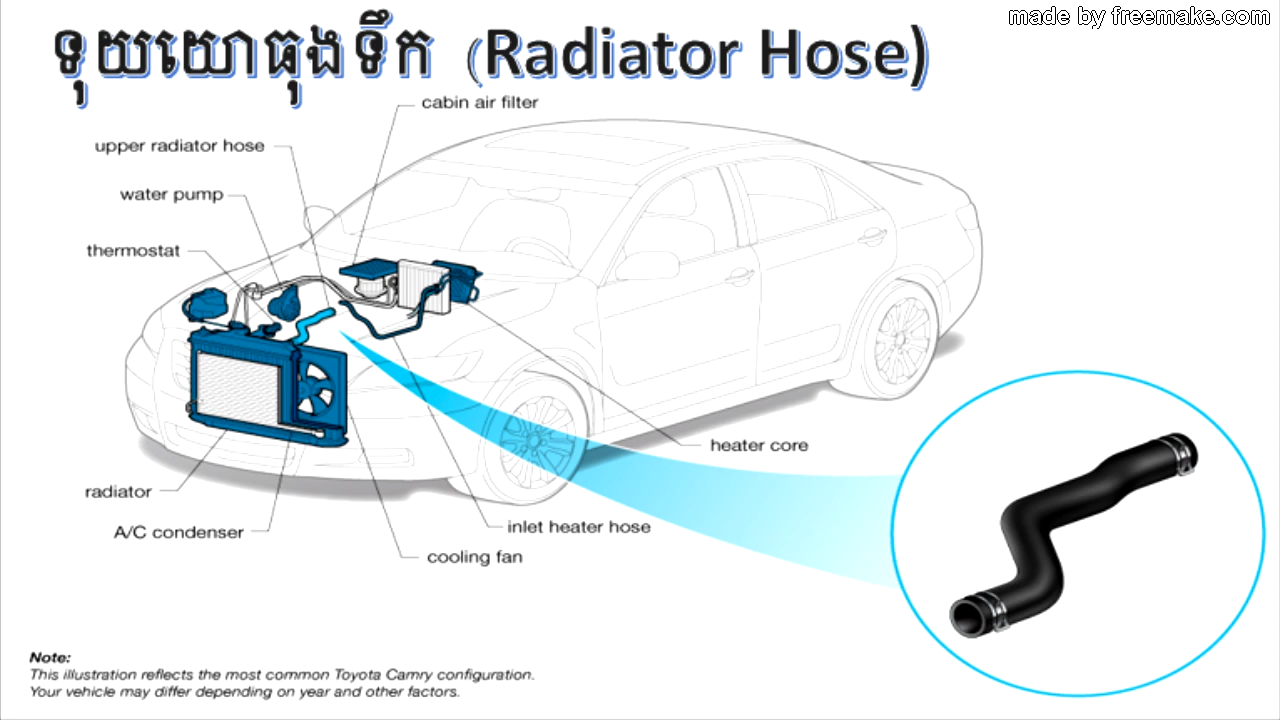 made by freemake.com
ទុយយោធុងទឹក (Radiator Hose)
cabin air filter
upper radiator hose
water pump
thermostat
heater core
radiator
inlet heater hose
A/C condenser
cooling fan
Note:
This illustration reflects the most common Toyota Camry configuration.
Your vehicle may differ depending on year and other factors.